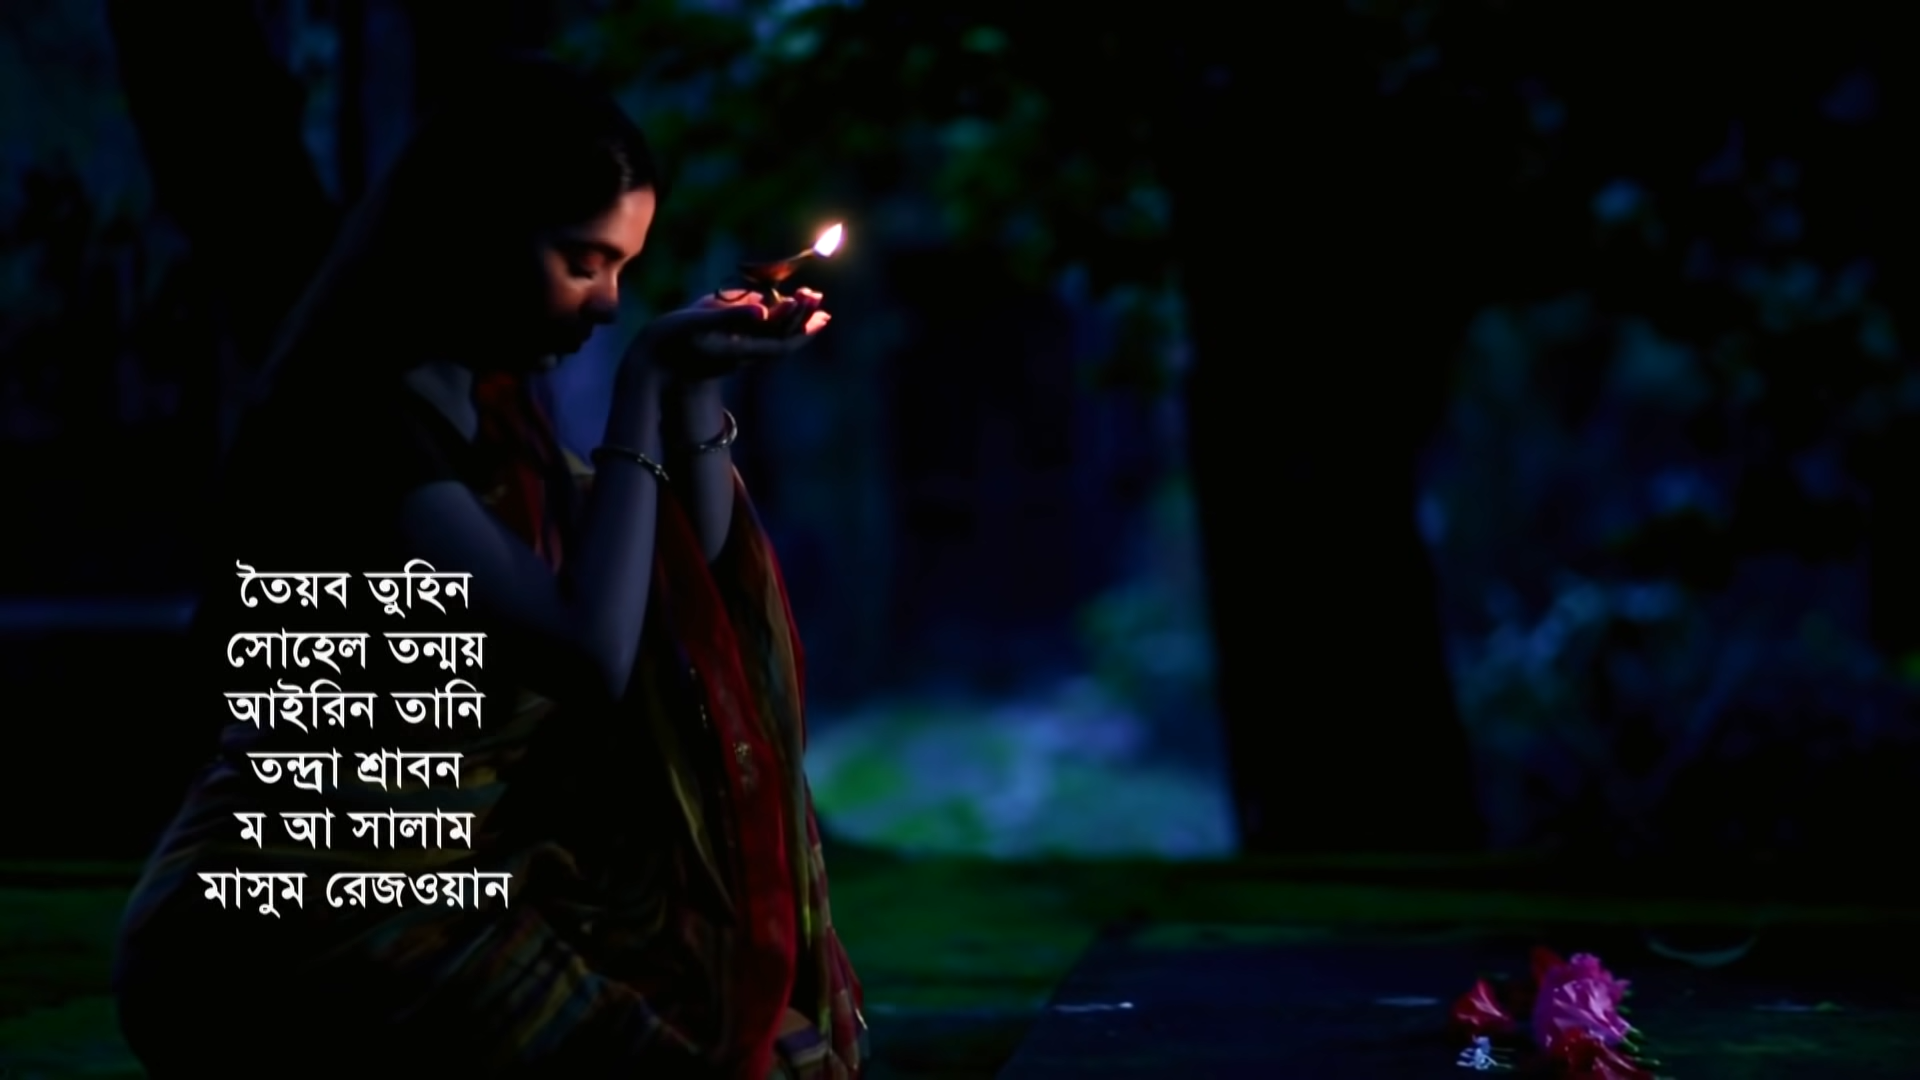 তৈয়ব তুহিন
সোহেল তন্ময়
আইরিন তানি
তন্দ্রা শ্রাবন
ম আ সালাম
মাসুম রেজওয়ান